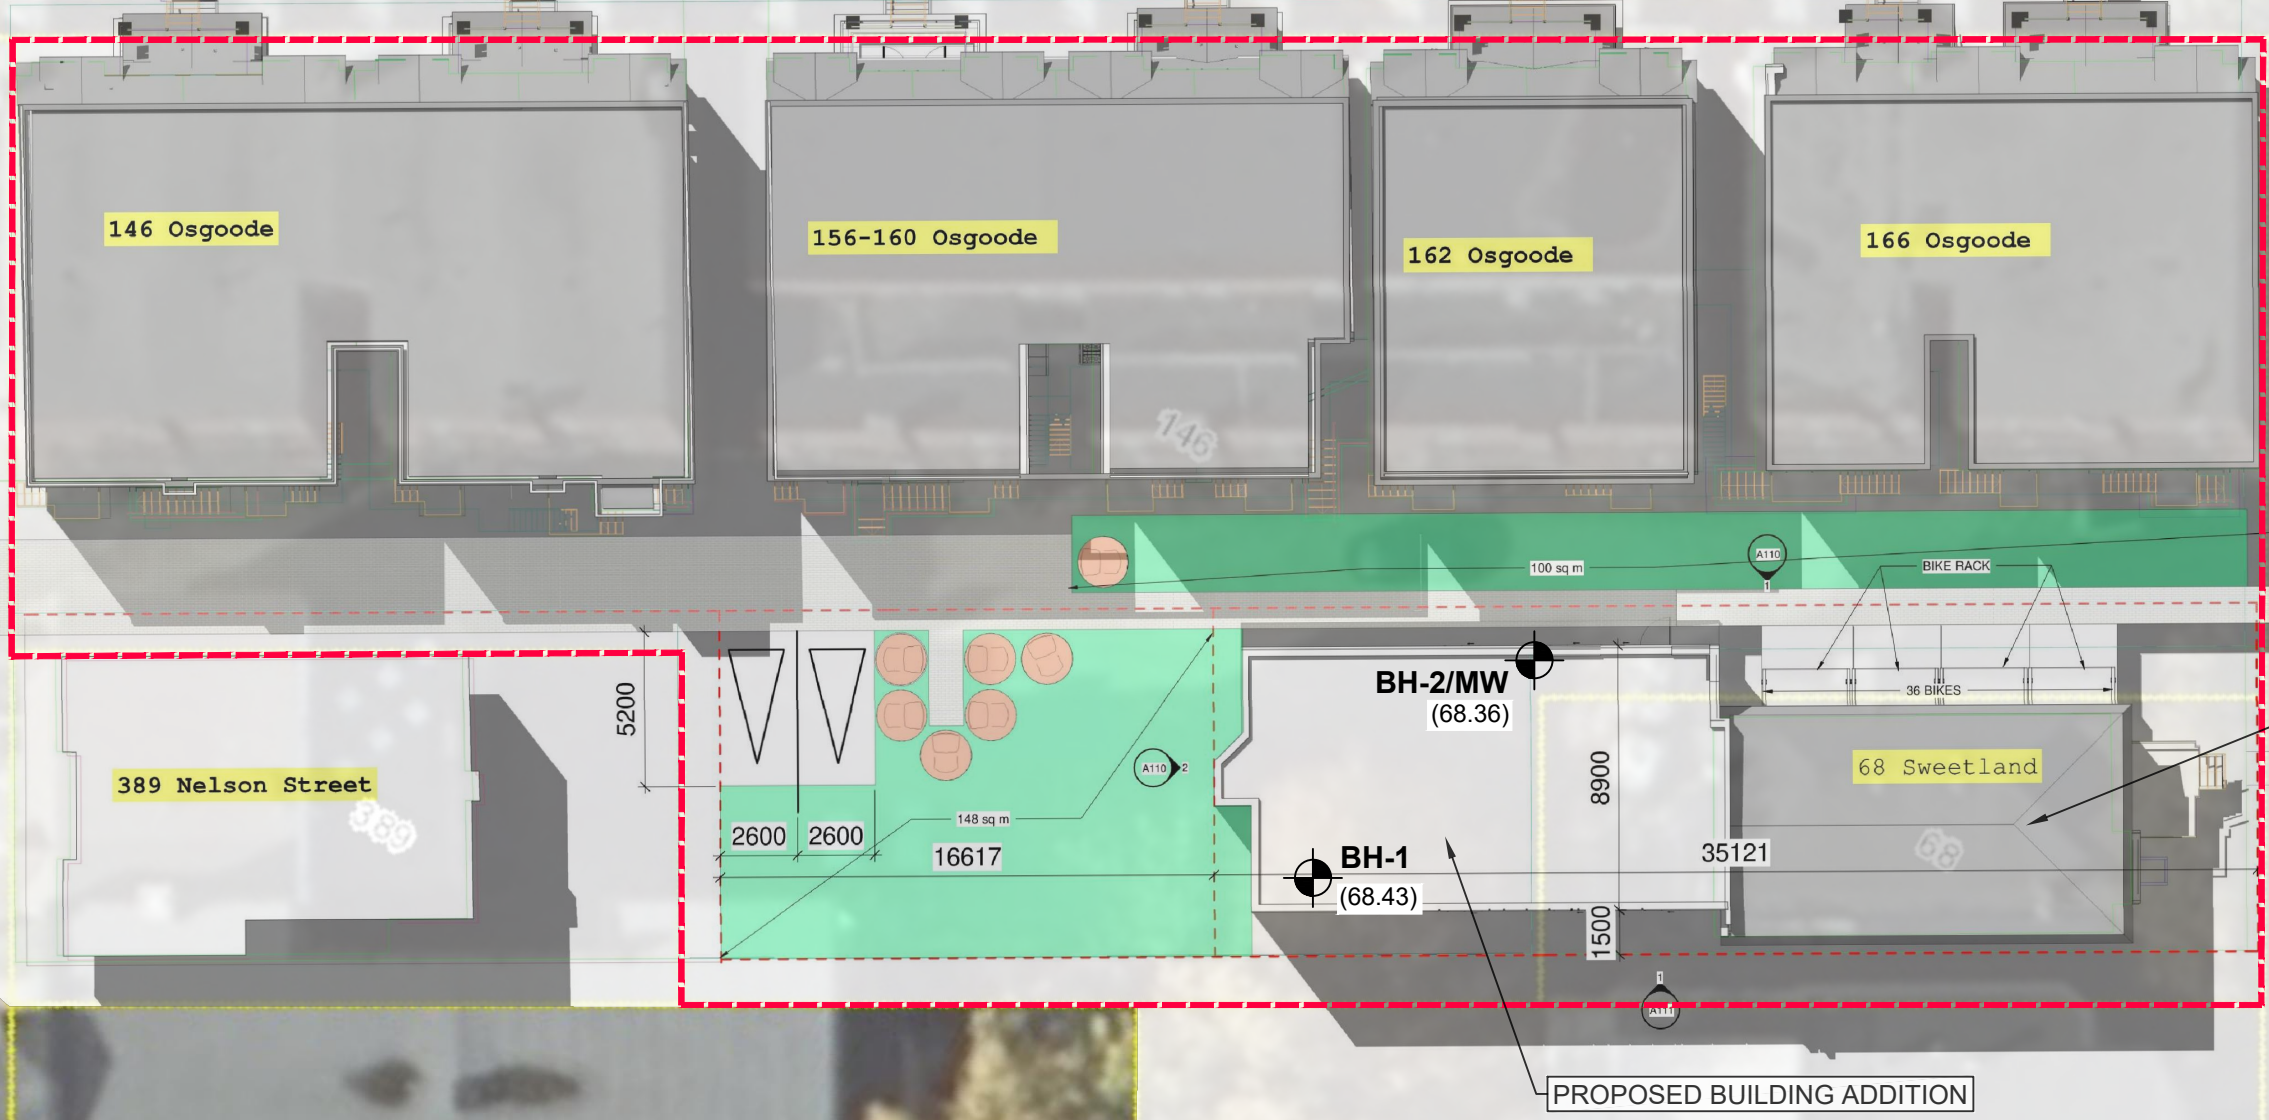 146 Osgoode
156-160 Osgoode
162 Osgoode
166 Osgoode
146
100 sq m
A110
1
BIKE RACK
36 BIKES
BH-2/MW
(68.36)
5200
389 Nelson Street
389
A110
2
8900
68 Sweetland
68
148 sq m
2600
2600
16617
BH-1
(68.43)
35121
1500
1
A111
PROPOSED BUILDING ADDITION